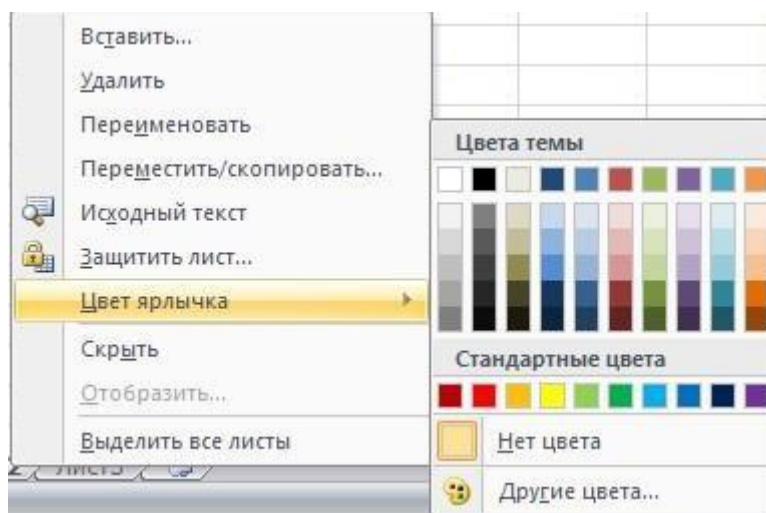 Вставить...
Удалить
Переименовать
Переместить/скопировать...
Исходный текст
Защитить лист...
Цвет ярлычка
Скрыть
Отобразить...
Выделить все листы
Цвета темы
Стандартные цвета
Нет цвета
Другие цвета...